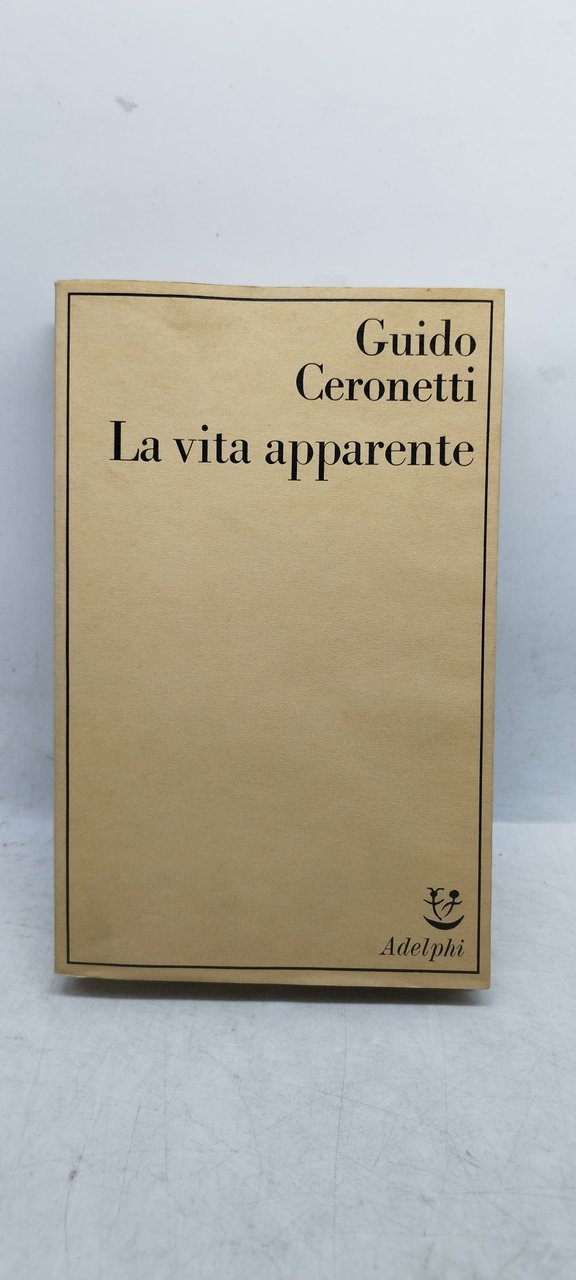 Guido
Ceronetti
La vita apparente
Adelphi